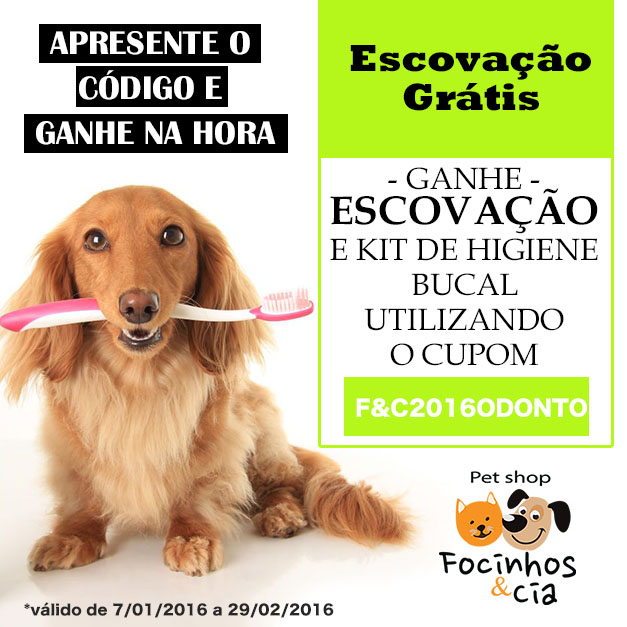 APRESENTE O
CÓDIGO E
GANHE NA HORA
Escovação
Grátis
- GANHE -
ESCOVAÇÃO
E KIT DE HIGIENE
BUCAL
UTILIZANDO
O CUPOM
F&C2016ODONTO
Pet shop
Focinhos
&cia
*válido de 7/01/2016 a 29/02/2016